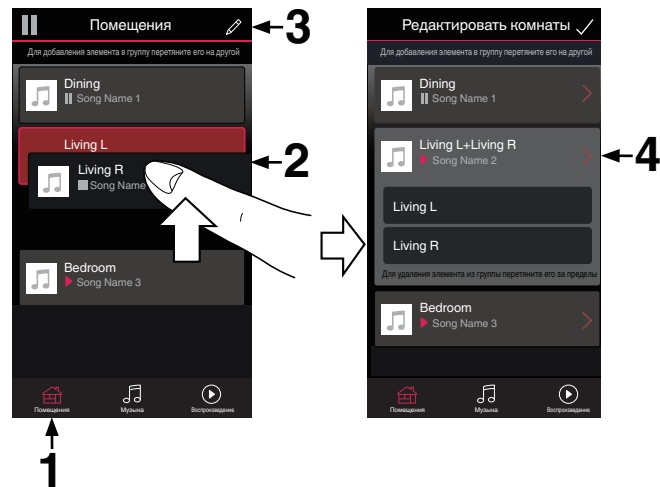 Помещения
3
Для добавления элемента в группу перетяните его на другой
Dining
Song Name 1
Living L
2
Living R
Song Name
Bedroom
Song Name 3
Помещения
Музыка
Воспроизведение
1
Редактировать комнаты
Для добавления элемента в группу перетяните его на другой
Dining
Song Name 1
Living L+Living R
Song Name 2
4
Living L
Living R
Для удаления элемента из группы перетяните его за пределы
Bedroom
Song Name 3
Помещения
Музыка
Воспроизведение